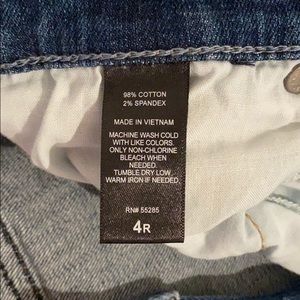 98% COTTON
2% SPANDEX
MADE IN VIETNAM
MACHINE WASH COLD
WITH LIKE COLORS.
ONLY NON-CHLORINE
BLEACH WHEN
NEEDED.
TUMBLE DRY LOW
WARM IRON IF NEEDED.
RN# 55285
4R